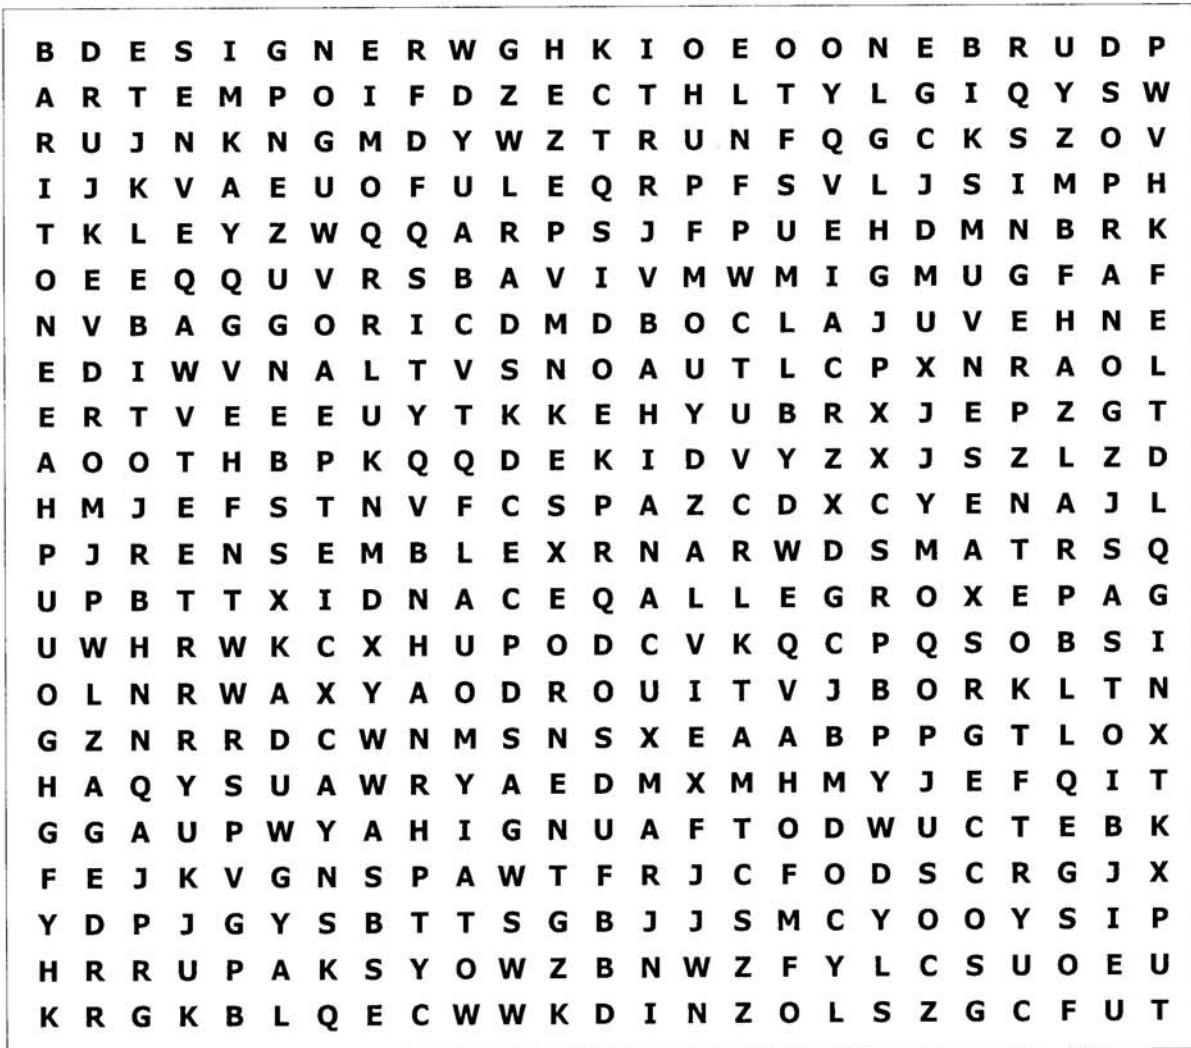 B D E S I G N E R W G H K I O E O O N E B R U D P
A R T E M P O I F D Z E C T H L T Y L G I Q Y S W
R U J N K N G M D Y W Z T R U N F Q G C K S Z O V
I J K V A E U O F U L E Q R P F S V L J S I M P H
T K L E Y Z W Q Q A R P S J F P U E H D M N B R K
O E E Q Q U V R S B A V I V M W M I G M U G F A F
N V B A G G O R I C D M D B O C L A J U V E H N E
E D I W V N A L T V S N O A U T L C P X N R A O L
E R T V E E E U Y T K K E H Y U B R X J E P Z G T
A O O T H B P K Q Q D E K I D V Y Z X J S Z L Z D
H M J E F S T N V F C S P A Z C D X C Y E N A J L
P J R E N S E M B L E X R N A R W D S M A T R S Q
U P B T T X I D N A C E Q A L L E G R O X E P A G
U W H R W K C X H U P O D C V K Q C P Q S O B S I
O L N R W A X Y A O D R O U I T V J B O R K L T N
G Z N R R D C W N M S N S X E A A B P P G T L O X
H A Q Y S U A W R Y A E D M X M H M Y J E F Q I T
G G A U P W Y A H I G N U A F T O D W U C T E B K
F E J K V G N S P A W T F R J C F O D S C R G J X
Y D P J G Y S B T T S G B J J S M C Y O O Y S I P
H R R U P A K S Y O W Z B N W Z F Y L C S U O E U
K R G K B L Q E C W W K D I N Z O L S Z G C F U T